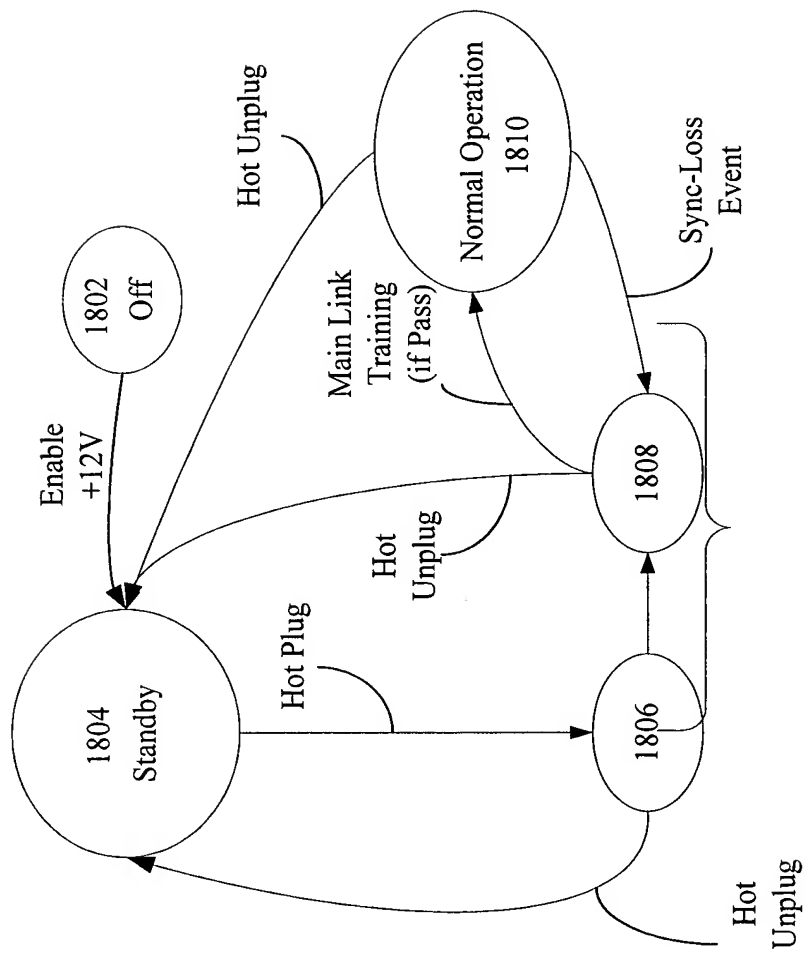 Enable
+12V
1802
Off
Hot Unplug
1804
Standby
Main Link
Training
(if Pass)
Normal Operation
1810
Hot Plug
Hot
Unplug
1806
1808
Sync-Loss
Event
Hot
Unplug